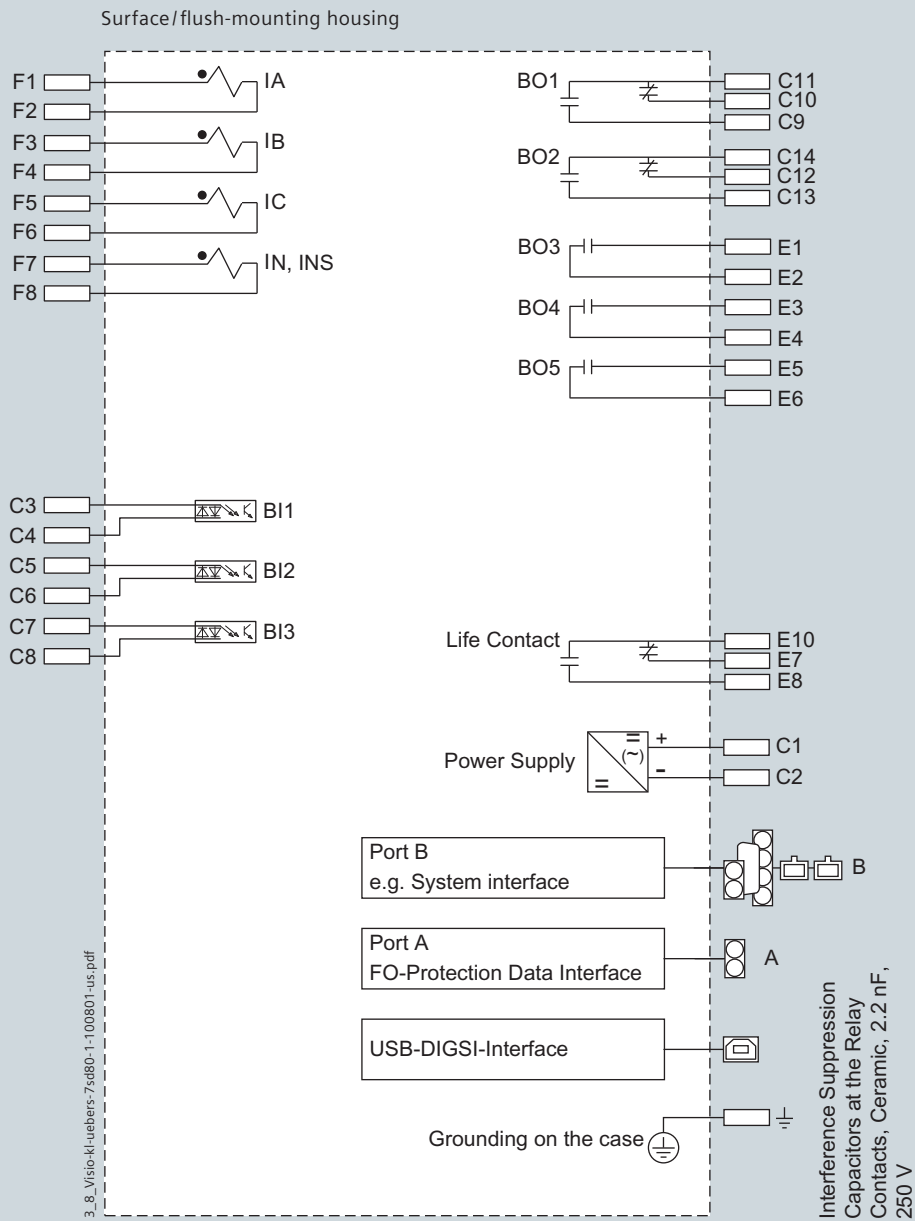 Surface/flush-mounting housing
F1
F2
F3
F4
F5
F6
F7
F8
IA
IB
IC
IN, INS
BO1
C11
C10
C9
BO2
C14
C12
C13
BO3
E1
E2
BO4
E3
E4
BO5
E5
E6
C3
C4
C5
C6
C7
C8
BI1
BI2
BI3
Life Contact
E10
E7
E8
Power Supply
=
(~)
=
+
-
C1
C2
Port B
e.g. System interface
B
Port A
FO-Protection Data Interface
A
USB-DIGSI-Interface
Grounding on the case
3_8_Visio-kl-uebers-7sd80-1-100801-us.pdf
Interference Suppression
Capacitors at the Relay
Contacts, Ceramic, 2.2 nF,
250 V